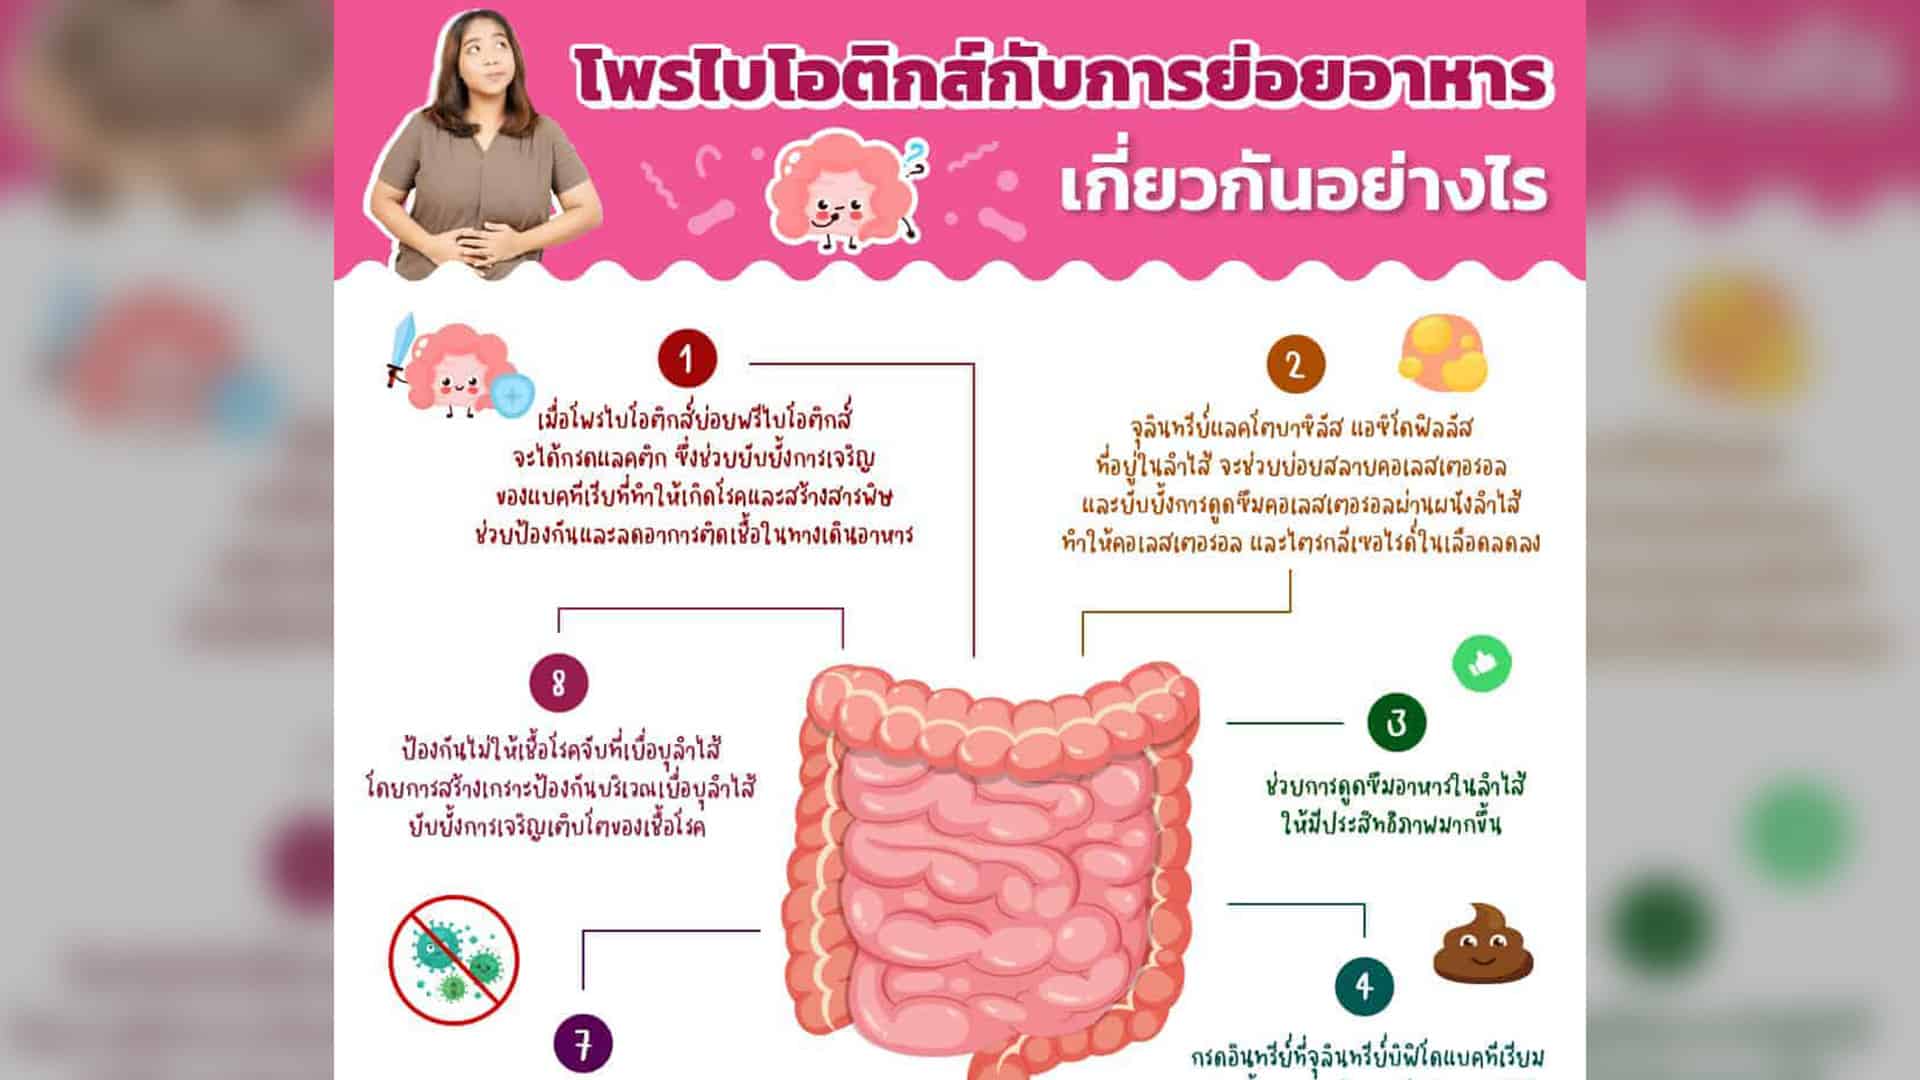 โพรไบโอติกส์กับการย่อยอาหาร
เกี่ยวกันอย่างไร
1
เมื่อโพรไบโอติกส์ย่อยพรีไบโอติกส์
จะได้กรดแลคติก ซึ่งช่วยยับยั้งการเจริญ
ของแบคทีเรียที่ทำให้เกิดโรคและสร้างสารพิษ
ช่วยป้องกันและลดอาการติดเชื้อในทางเดินอาหาร
2
จุลินทรีย์แลคโตบาซิลัส แอซิโดฟิลลัส
ที่อยู่ในลำไส้ จะช่วยย่อยสลายคอเลสเตอรอล
และยับยั้งการดูดซึมคอเลสเตอรอลผ่านผนังลำไส้
ทำให้คอเลสเตอรอล และไตรกลีเซอไรด์ในเลือดลดลง
8
ป้องกันไม่ให้เชื้อโรคจับที่เยื่อบุลำไส้
โดยการสร้างเกราะป้องกันบริเวณเยื่อบุลำไส้
ยับยั้งการเจริญเติบโตของเชื้อโรค
3
ช่วยการดูดซึมอาหารในลำไส้
ให้มีประสิทธิภาพมากขึ้น
4
กรดอินทรีย์ที่จุลินทรีย์บิฟิโดแบคทีเรียม
7